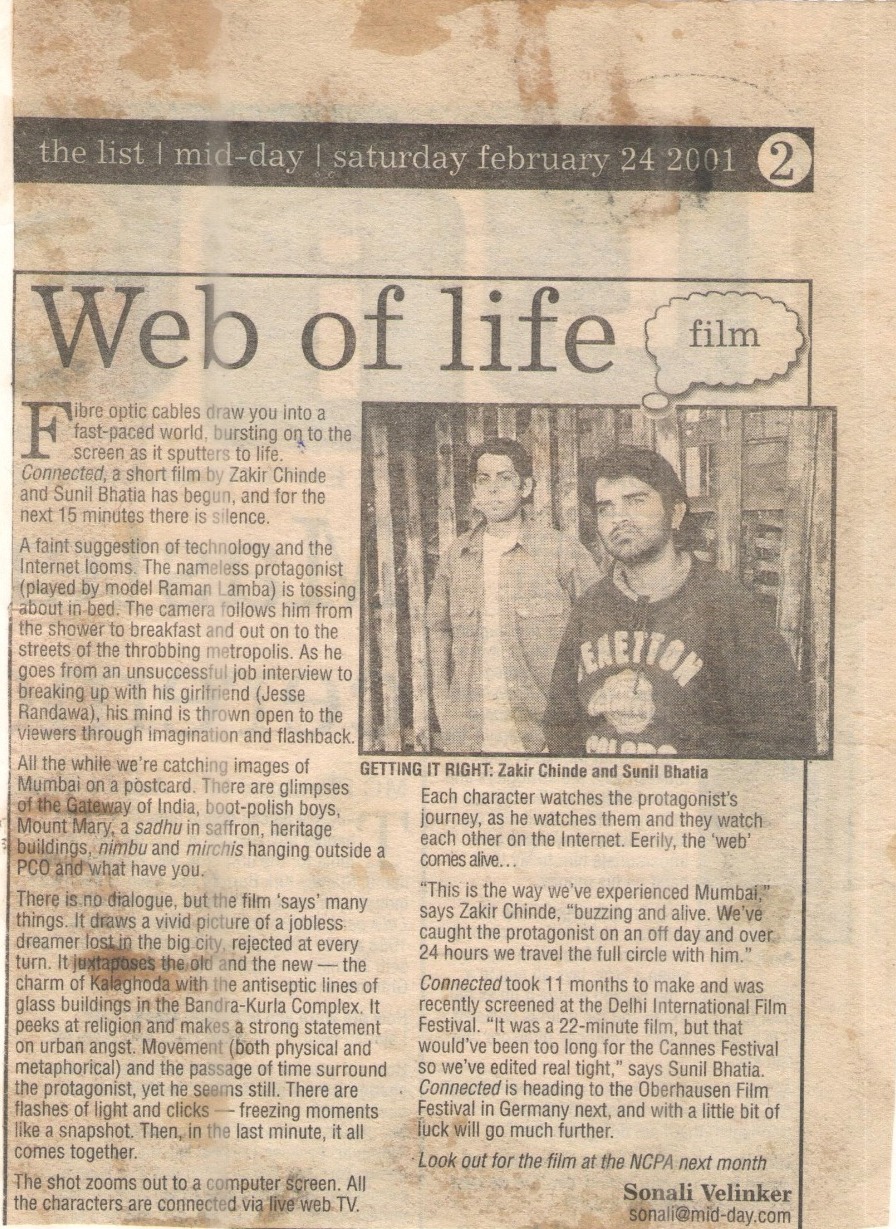 the list | mid-day | saturday february 24 2001 2
Web of life
film
Fibre optic cables draw you into a
fast-paced world, bursting on to the
screen as it sputters to life.
Connected, a short film by Zakir Chinde
and Sunil Bhatia has begun, and for the
next 15 minutes there is silence.
A faint suggestion of technology and the
Internet looms. The nameless protagonist
(played by model Raman Lamba) is tossing
about in bed. The camera follows him from
the shower to breakfast and out on to the
streets of the throbbing metropolis. As he
goes from an unsuccessful job interview to
breaking up with his girlfriend (Jesse
Randawa), his mind is thrown open to the
viewers through imagination and flashback.
All the while we're catching images of
Mumbai on a postcard. There are glimpses
of the Gateway of India, boot-polish boys,
Mount Mary, a sadhu in saffron, heritage
buildings, nimbu and mirchis hanging outside a
PCO and what have you.
There is no dialogue, but the film 'says' many
things. It draws a vivid picture of a jobless
dreamer lost in the big city, rejected at every
turn. It juxtaposes the old and the new — the
charm of Kalaghoda with the antiseptic lines of
glass buildings in the Bandra-Kurla Complex. It
peeks at religion and makes a strong statement
on urban angst. Movement (both physical and
metaphorical) and the passage of time surround
the protagonist, yet he seems still. There are
flashes of light and clicks — freezing moments
like a snapshot. Then, in the last minute, it all
comes together.
The shot zooms out to a computer screen. All
the characters are connected via live web TV.
ENETTON
GETTING IT RIGHT: Zakir Chinde and Sunil Bhatia
Each character watches the protagonist's
journey, as he watches them and they watch
each other on the Internet. Eerily, the 'web'
comes alive...
"This is the way we've experienced Mumbai,"
says Zakir Chinde, "buzzing and alive. We've
caught the protagonist on an off day and over
24 hours we travel the full circle with him."
Connected took 11 months to make and was
recently screened at the Delhi International Film
Festival. "It was a 22-minute film, but that
would've been too long for the Cannes Festival
so we've edited real tight," says Sunil Bhatia.
Connected is heading to the Oberhausen Film
Festival in Germany next, and with a little bit of
luck will go much further.
Look out for the film at the NCPA next month
Sonali Velinker
sonali@mid-day.com